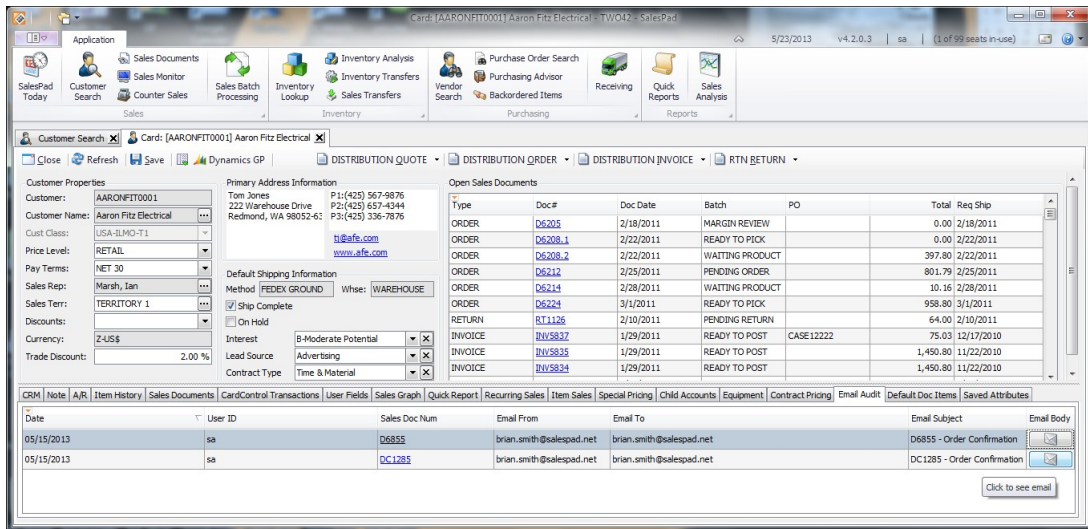 Card: [AARONFIT0001] Aaron Fitz Electrical - TWO42 - SalesPad
Application
5/23/2013 v4.2.0.3 | sa | (1 of 99 seats in-use)
SalesPad Today
Customer Search
Sales Documents
Sales Monitor
Counter Sales
Sales Batch Processing
Inventory Lookup
Inventory Analysis
Inventory Transfers
Sales Transfers
Vendor Search
Purchase Order Search
Purchasing Advisor
Backordered Items
Receiving
Quick Reports
Sales Analysis
Sales Inventory Purchasing Reports
Customer Search X Card: [AARONFIT0001] Aaron Fitz Electrical X
Close Refresh Save Dynamics GP DISTRIBUTION QUOTE DISTRIBUTION ORDER DISTRIBUTION INVOICE RTN RETURN
Customer Properties
Customer: AARONFIT0001
Customer Name: Aaron Fitz Electrical ...
Cust Class: USA-ILMO-T1
Price Level: RETAIL
Pay Terms: NET 30
Sales Rep: Marsh, Ian ...
Sales Terr: TERRITORY 1 ...
Discounts:
Currency: Z-US$
Trade Discount: 2.00 %
Primary Address Information
Tom Jones
222 Warehouse Drive
Redmond, WA 98052-63
P1:(425) 567-9876
P2:(425) 657-4344
P3:(425) 336-7876
tj@afe.com
www.afe.com
Default Shipping Information
Method FEDEX GROUND Whse: WAREHOUSE
Ship Complete
On Hold
Interest B-Moderate Potential X
Lead Source Advertising X
Contract Type Time & Material X
Open Sales Documents
Type Doc# Doc Date Batch PO Total Req Ship
ORDER D6205 2/18/2011 MARGIN REVIEW 0.00 2/18/2011
ORDER D6208.1 2/22/2011 READY TO PICK 0.00 2/22/2011
ORDER D6208.2 2/22/2011 WAITING PRODUCT 397.80 2/22/2011
ORDER D6212 2/25/2011 PENDING ORDER 801.79 2/25/2011
ORDER D6214 2/28/2011 WAITING PRODUCT 10.16 2/28/2011
ORDER D6224 3/1/2011 READY TO PICK 958.80 3/1/2011
RETURN RT1126 2/10/2011 PENDING RETURN 64.00 2/10/2011
INVOICE INVS837 1/29/2011 READY TO POST CASE12222 75.03 12/17/2010
INVOICE INVS835 1/29/2011 READY TO POST 1,450.80 11/22/2010
INVOICE INVS834 1/29/2011 READY TO POST 1,450.80 11/22/2010
CRM Note A/R Item History Sales Documents CardControl Transactions User Fields Sales Graph Quick Report Recurring Sales Item Sales Special Pricing Child Accounts Equipment Contract Pricing Email Audit Default Doc Items Saved Attributes
Date User ID Sales Doc Num Email From Email To Email Subject Email Body
05/15/2013 sa D6855 brian.smith@salespad.net brian.smith@salespad.net D6855 - Order Confirmation
05/15/2013 sa DC1285 brian.smith@salespad.net brian.smith@salespad.net DC1285 - Order Confirmation
Click to see email